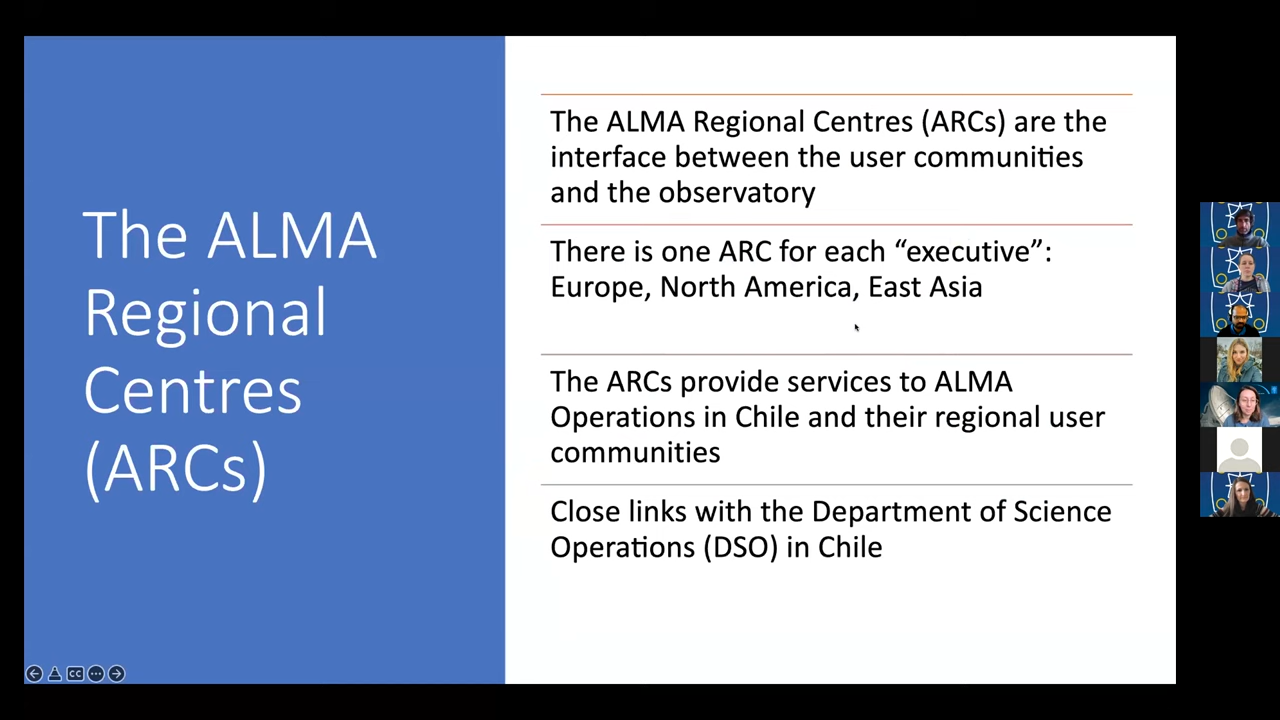 The ALMA
Regional
Centres
(ARCs)
The ALMA Regional Centres (ARCs) are the
interface between the user communities
and the observatory
There is one ARC for each “executive”:
Europe, North America, East Asia
The ARCs provide services to ALMA
Operations in Chile and their regional user
communities
Close links with the Department of Science
Operations (DSO) in Chile
CC